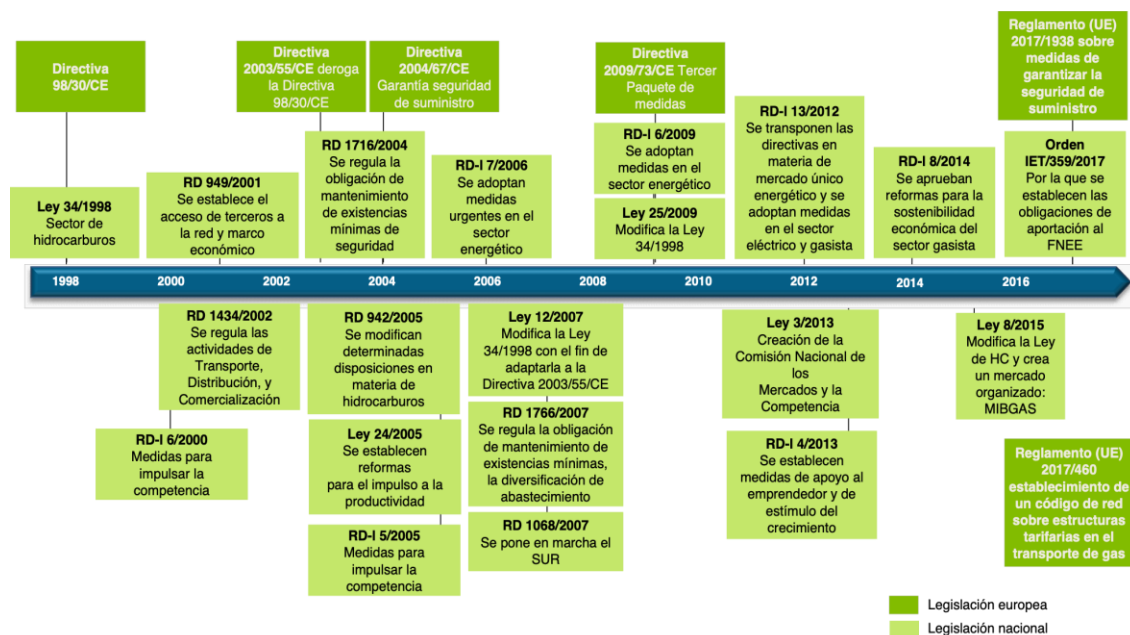 Directiva
98/30/CE
Directiva
2003/55/CE deroga
la Directiva
98/30/CE
Directiva
2004/67/CE
Garantía seguridad
de suministro
Directiva
2009/73/CE Tercer
Paquete de
medidas
Reglamento (UE)
2017/1938 sobre
medidas de
garantizar la
seguridad de
suministro
Ley 34/1998
Sector de
hidrocarburos
RD 949/2001
Se establece el
acceso de terceros a
la red y marco
económico
RD 1716/2004
Se regula la
obligación de
mantenimiento
de existencias
mínimas de
seguridad
RD-l 7/2006
Se adoptan
medidas
urgentes en el
sector
energético
RD-l 6/2009
Se adoptan
medidas en el
sector energético
Ley 25/2009
Modifica la Ley
34/1998
RD-l 13/2012
Se transponen las
directivas en
materia de
mercado único
energético y se
adoptan medidas
en el sector
eléctrico y gasista
RD-l 8/2014
Se aprueban
reformas para la
sostenibilidad
económica del
sector gasista
Orden
IET/359/2017
Por la que se
establecen las
obligaciones de
aportación al
FNEE
1998 2000 2002 2004 2006 2008 2010 2012 2014 2016
RD 1434/2002
Se regula las
actividades de
Transporte,
Distribución, y
Comercialización
RD-l 6/2000
Medidas para
impulsar la
competencia
RD 942/2005
Se modifican
determinadas
disposiciones en
materia de
hidrocarburos
Ley 24/2005
Se establecen
reformas
para el impulso a la
productividad
RD-l 5/2005
Medidas para
impulsar la
competencia
Ley 12/2007
Modifica la Ley
34/1998 con el fin de
adaptarla a la
Directiva 2003/55/CE
RD 1766/2007
Se regula la obligación
de mantenimiento de
existencias mínimas,
la diversificación de
abastecimiento
RD 1068/2007
Se pone en marcha el
SUR
Ley 3/2013
Creación de la
Comisión Nacional de
los
Mercados y la
Competencia
RD-l 4/2013
Se establecen
medidas de apoyo al
emprendedor y de
estímulo del
crecimiento
Ley 8/2015
Modifica la Ley
de HC y crea
un mercado
organizado:
MIBGAS
Reglamento (UE)
2017/460
establecimiento de
un código de red
sobre estructuras
tarifarias en el
transporte de gas
Legislación europea
Legislación nacional